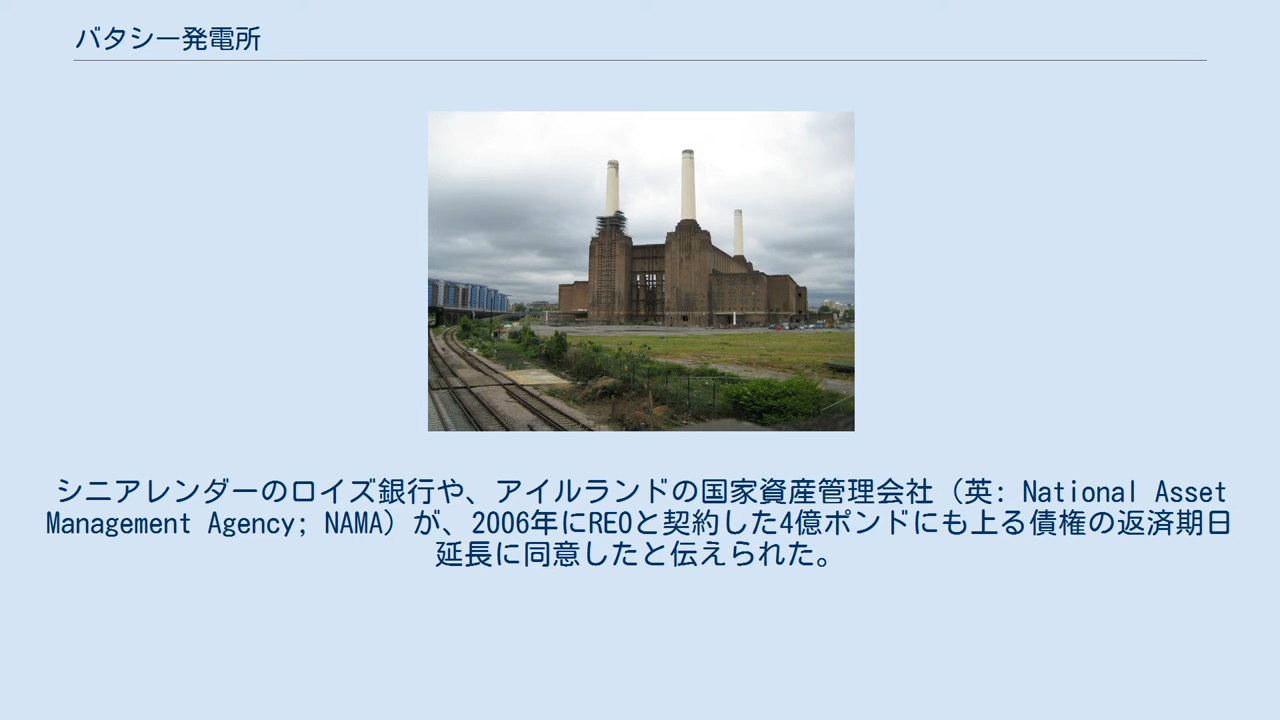 バタシー発電所
シニアレンダーのロイズ銀行や、アイルランドの国家資産管理会社（英: National Asset
Management Agency; NAMA）が、2006年にREOと契約した4億ポンドにも上る債権の返済期日
延長に同意したと伝えられた。